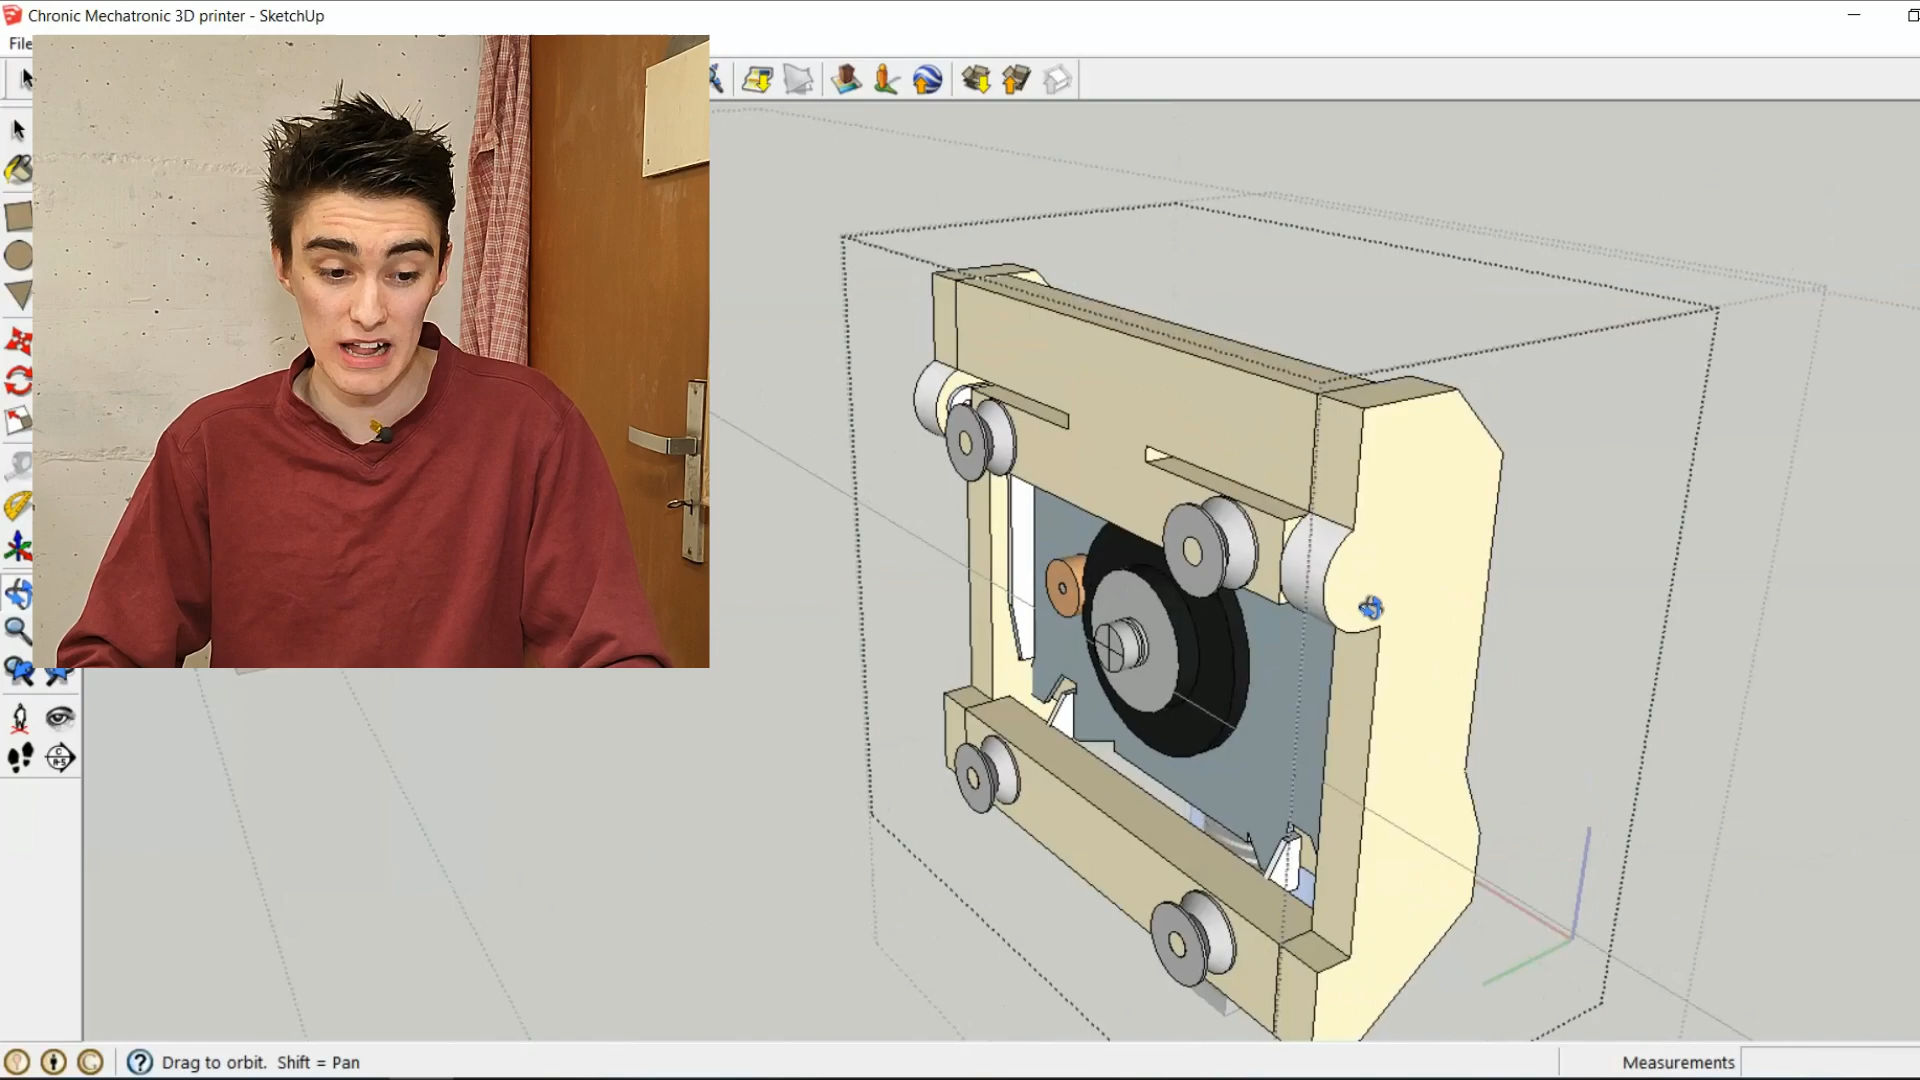 Chronic Mechatronic 3D printer - SketchUp
File
Drag to orbit. Shift = Pan
Measurements